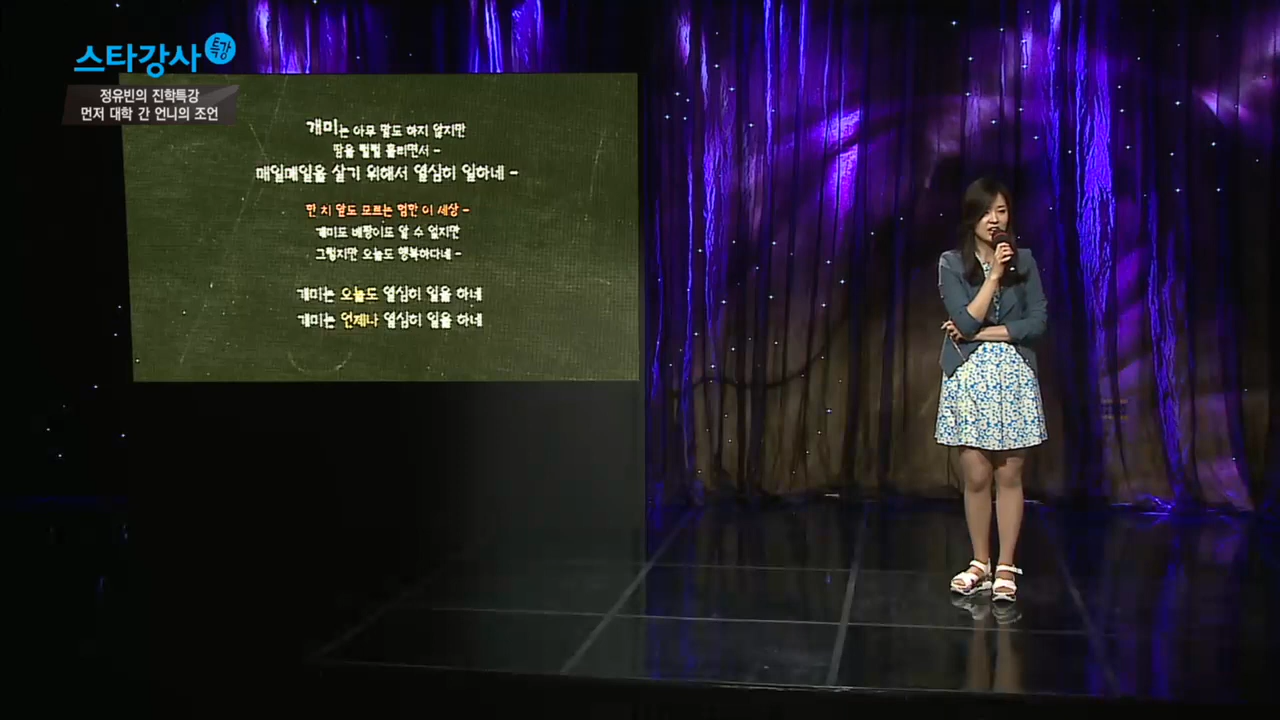 스타강사 특강
정유빈의 진학특강
먼저 대학 간 언니의 조언
개미는 아무 말도 하지 않지만
땀을 뻘뻘 흘리면서 -
매일매일을 살기 위해서 열심히 일하네 -
한 치 앞도 모르는 험한 이 세상 -
개미도 베짱이도 알 수 없지만
그렇지만 오늘도 행복하다네 -
개미는 오늘도 열심히 일을 하네
개미는 언제나 열심히 일을 하네